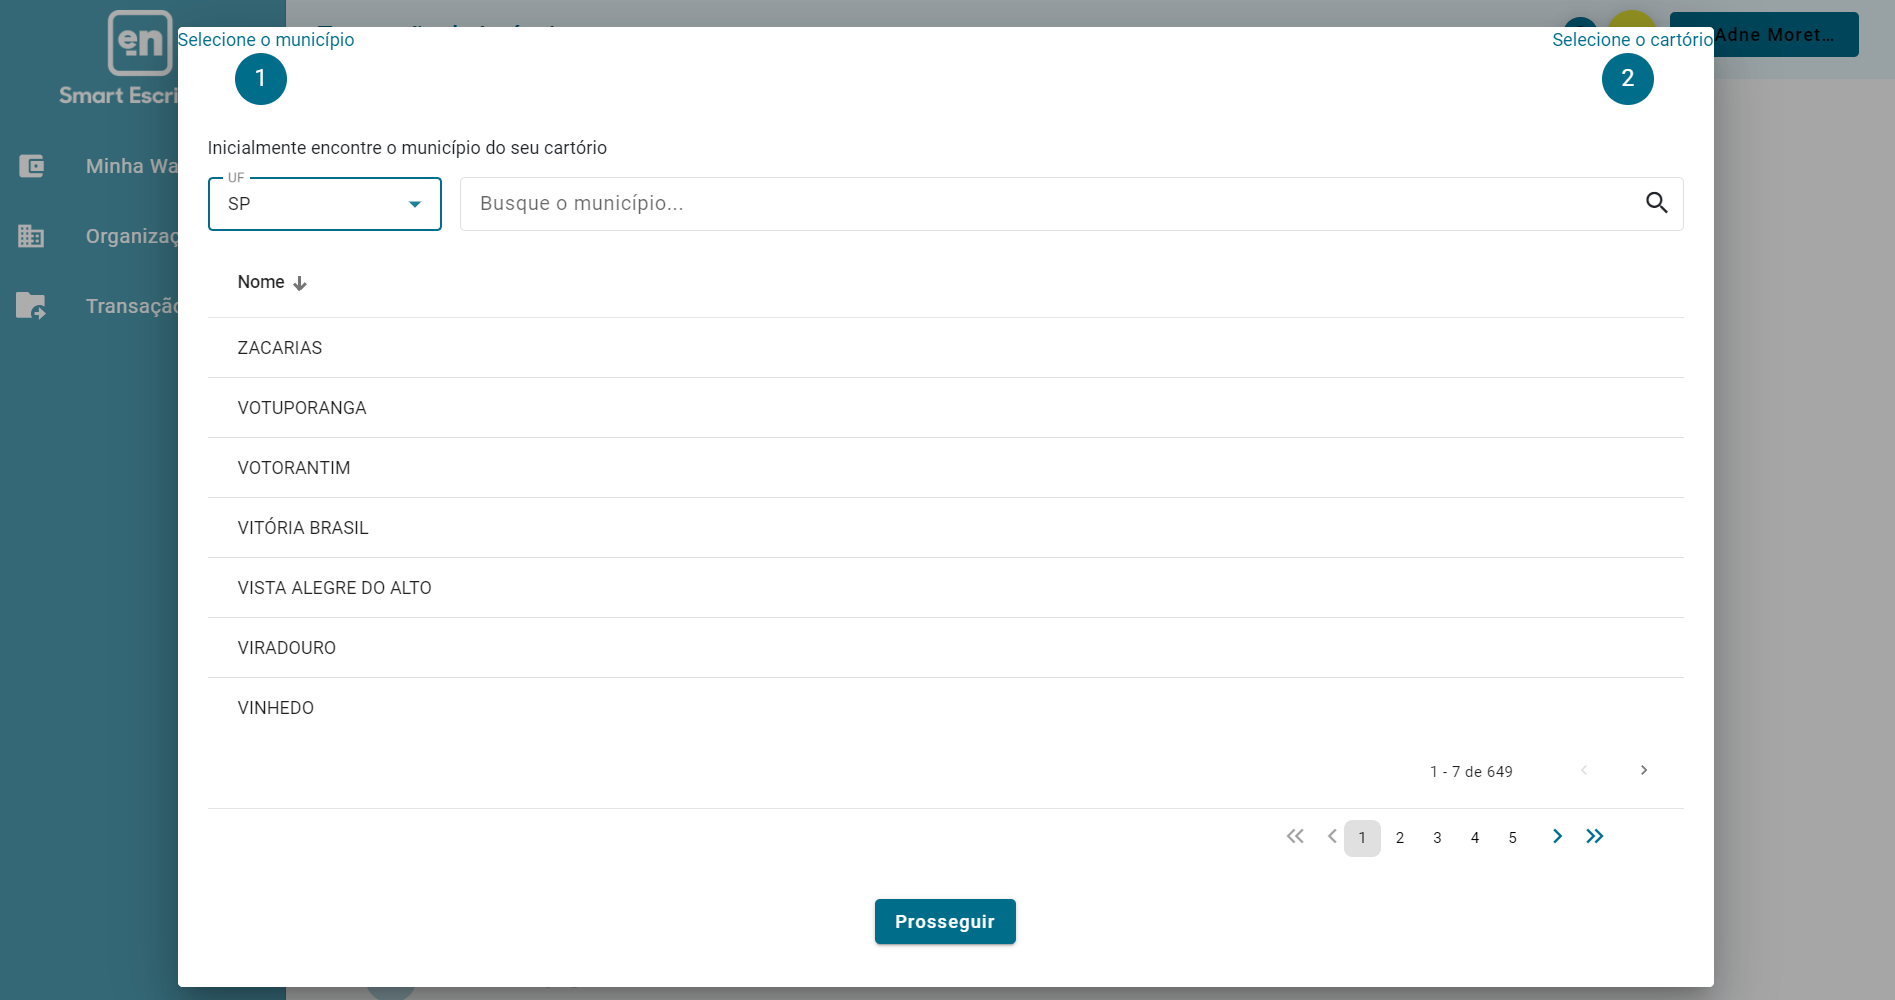 en
Smart Escri
Minha Wa
Organizaç
Transação
Adne Moret...
Selecione o município
Selecione o cartório
1
2
Inicialmente encontre o município do seu cartório
UF
SP
Busque o município...
Nome
ZACARIAS
VOTUPORANGA
VOTORANTIM
VITÓRIA BRASIL
VISTA ALEGRE DO ALTO
VIRADOURO
VINHEDO
1 - 7 de 649
1 2 3 4 5
Prosseguir